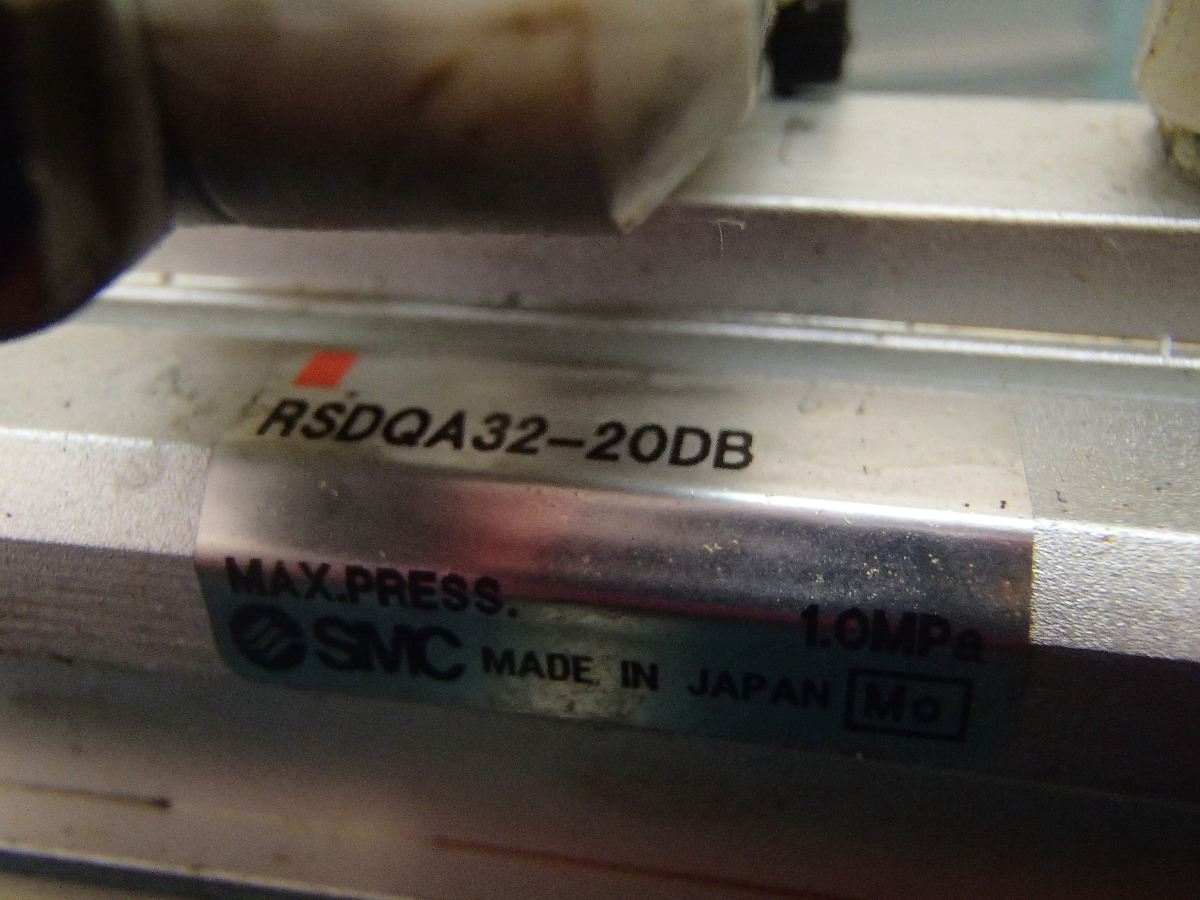 RSDQA32-20DB
MAX.PRESS. 1.0MPa
SMC MADE IN JAPAN Mo